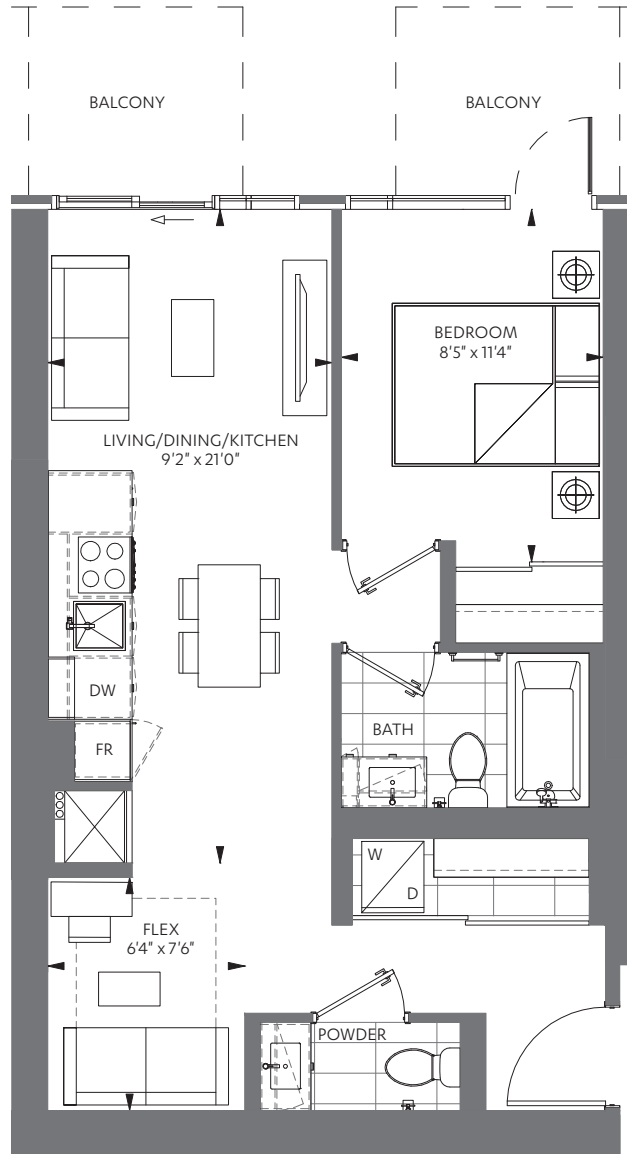 BALCONY
BALCONY
BEDROOM
8'5" x 11'4"
LIVING/DINING/KITCHEN
9'2" x 21'0"
DW
BATH
FR
W
D
FLEX
6'4" x 7'6"
POWDER